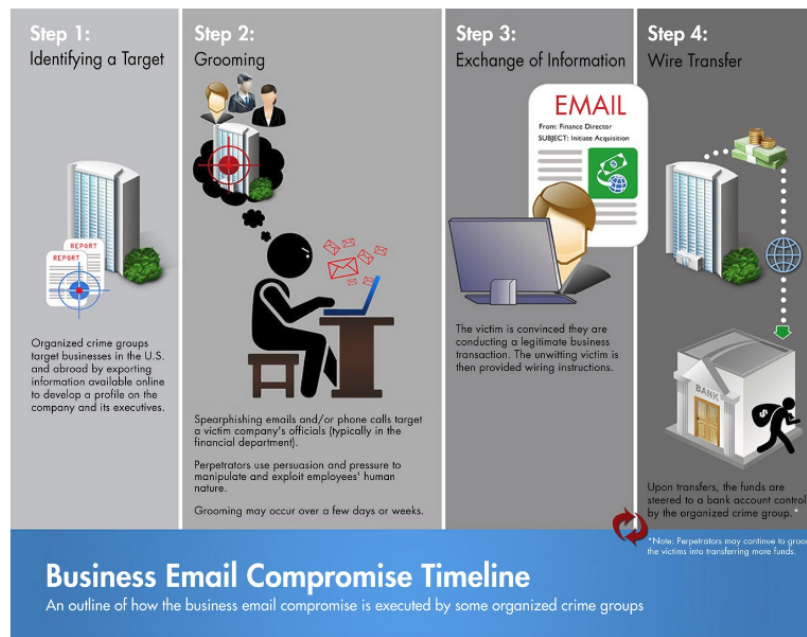 Step 1:
Identifying a Target
REPORT
REPORT
Organized crime groups
target businesses in the U.S.
and abroad by exporting
information available online
to develop a profile on the
company and its executives.
Step 2:
Grooming
Spearphishing emails and/or phone calls target
a victim company's officials (typically in the
financial department).
Perpetrators use persuasion and pressure to
manipulate and exploit employees' human
nature.
Grooming may occur over a few days or weeks.
Step 3:
Exchange of Information
EMAIL
From: Finance Director
SUBJECT: Initiate Acquisition
The victim is convinced they are
conducting a legitimate business
transaction. The unwitting victim is
then provided wiring instructions.
Step 4:
Wire Transfer
BANK
Upon transfers, the funds are
steered to a bank account control
by the organized crime group.*
*Note: Perpetrators may continue to groo
the victims into transferring more funds.
Business Email Compromise Timeline
An outline of how the business email compromise is executed by some organized crime groups